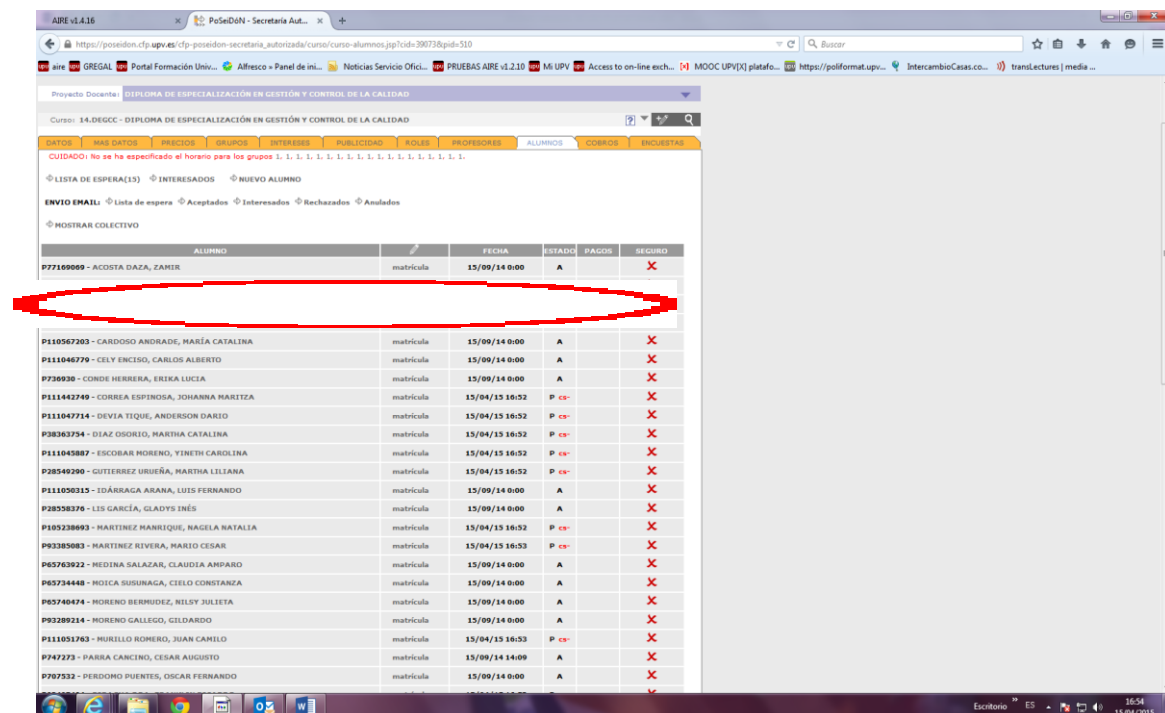 AIRE v1.4.16
PoSeiDóN - Secretaría Aut...
https://poseidon.cfp.upv.es/cfp-poseidon-secretaria_autorizada/curso/curso-alumnos.jsp?cid=39073&pid=510
Buscar
aire GREGAL Portal Formación Univ... Alfresco » Panel de ini... Noticias Servicio Ofici... PRUEBAS AIRE v1.2.10 Mi UPV Access to on-line exch... MOOC UPV[X] platafo... https://poliformat.upv... IntercambioCasas.co... transLectures | media ...
Proyecto Docente: DIPLOMA DE ESPECIALIZACIÓN EN GESTIÓN Y CONTROL DE LA CALIDAD
Curso: 14.DEGCC - DIPLOMA DE ESPECIALIZACIÓN EN GESTIÓN Y CONTROL DE LA CALIDAD
DATOS MAS DATOS PRECIOS GRUPOS INTERESES PUBLICIDAD ROLES PROFESORES ALUMNOS COBROS ENCUESTAS
CUIDADO: No se ha especificado el horario para los grupos 1, 1, 1, 1, 1, 1, 1, 1, 1, 1, 1, 1, 1, 1, 1, 1, 1, 1, 1.
LISTA DE ESPERA(15) INTERESADOS NUEVO ALUMNO
ENVIO EMAIL: Lista de espera Aceptados Interesados Rechazados Anulados
MOSTRAR COLECTIVO
ALUMNO FECHA ESTADO PAGOS SEGURO
P77169069 - ACOSTA DAZA, ZAMIR matrícula 15/09/14 0:00 A
P110567203 - CARDOSO ANDRADE, MARÍA CATALINA matrícula 15/09/14 0:00 A
P111046779 - CELY ENCISO, CARLOS ALBERTO matrícula 15/09/14 0:00 A
P736930 - CONDE HERRERA, ERIKA LUCIA matrícula 15/09/14 0:00 A
P111442749 - CORREA ESPINOSA, JOHANNA MARITZA matrícula 15/04/15 16:52 P cs-
P111047714 - DEVIA TIQUE, ANDERSON DARIO matrícula 15/04/15 16:52 P cs-
P38363754 - DIAZ OSORIO, MARTHA CATALINA matrícula 15/04/15 16:52 P cs-
P111045887 - ESCOBAR MORENO, YINETH CAROLINA matrícula 15/04/15 16:52 P cs-
P28549290 - GUTIERREZ URUEÑA, MARTHA LILIANA matrícula 15/04/15 16:52 P cs-
P111050315 - IDÁRRAGA ARANA, LUIS FERNANDO matrícula 15/09/14 0:00 A
P28558376 - LIS GARCÍA, GLADYS INÉS matrícula 15/09/14 0:00 A
P105238693 - MARTINEZ MANRIQUE, NAGELA NATALIA matrícula 15/04/15 16:52 P cs-
P93385083 - MARTINEZ RIVERA, MARIO CESAR matrícula 15/04/15 16:53 P cs-
P65763922 - MEDINA SALAZAR, CLAUDIA AMPARO matrícula 15/09/14 0:00 A
P65734448 - MOICA SUSUNAGA, CIELO CONSTANZA matrícula 15/09/14 0:00 A
P65740474 - MORENO BERMUDEZ, NILSY JULIETA matrícula 15/09/14 0:00 A
P93289214 - MORENO GALLEGO, GILDARDO matrícula 15/09/14 0:00 A
P111051763 - MURILLO ROMERO, JUAN CAMILO matrícula 15/04/15 16:53 P cs-
P747273 - PARRA CANCINO, CESAR AUGUSTO matrícula 15/09/14 14:09 A
P707532 - PERDOMO PUENTES, OSCAR FERNANDO matrícula 15/09/14 0:00 A
Escritorio ES 16:54
15/04/2015